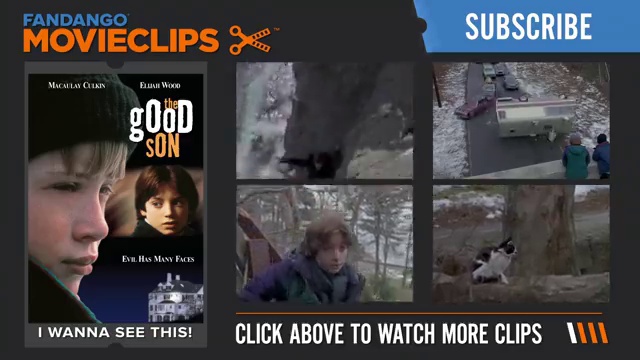 FANDANGO
MOVIECLIPS
SUBSCRIBE
MACAULAY CULKIN ELIJAH WOOD
the
gOOD
sON
EVIL HAS MANY FACES
I WANNA SEE THIS!
CLICK ABOVE TO WATCH MORE CLIPS